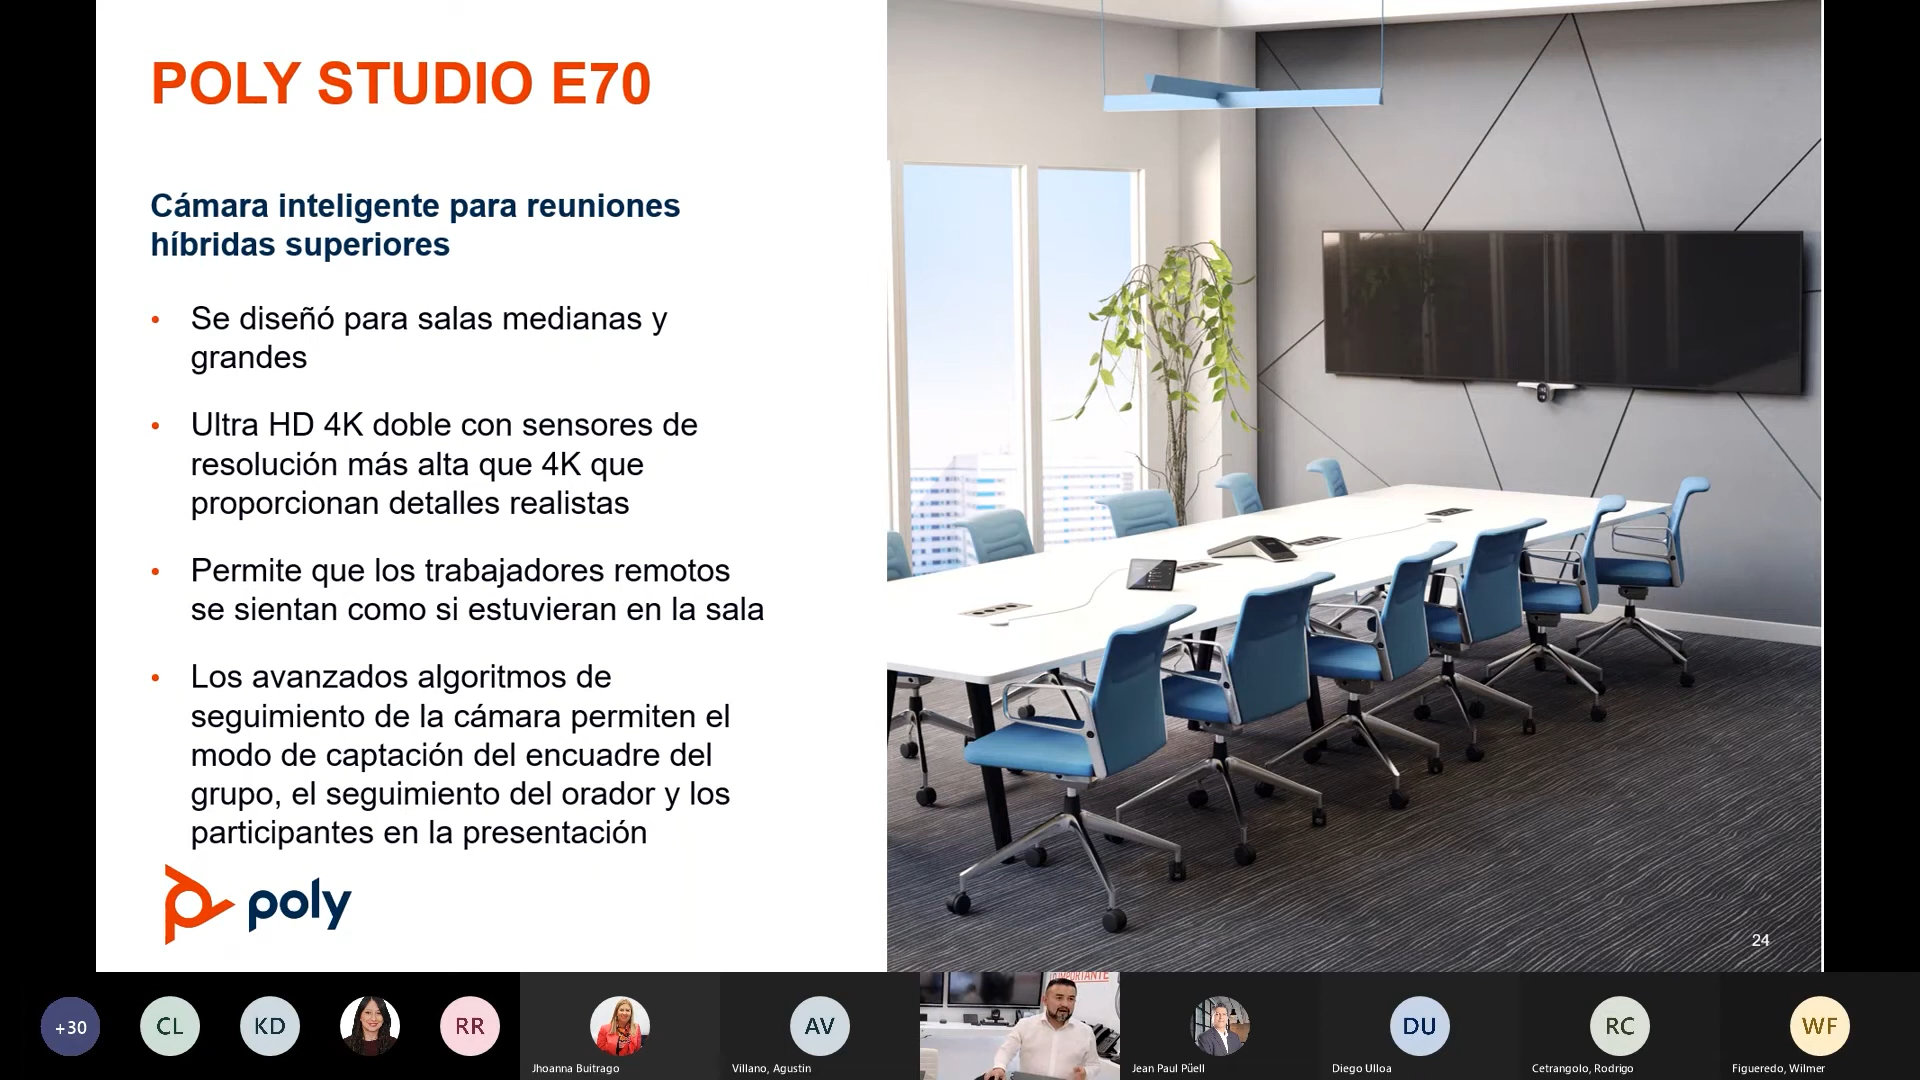 POLY STUDIO E70
Cámara inteligente para reuniones
híbridas superiores
• Se diseñó para salas medianas y
grandes
• Ultra HD 4K doble con sensores de
resolución más alta que 4K que
proporcionan detalles realistas
• Permite que los trabajadores remotos
se sientan como si estuvieran en la sala
• Los avanzados algoritmos de
seguimiento de la cámara permiten el
modo de captación del encuadre del
grupo, el seguimiento del orador y los
participantes en la presentación
poly
24
+30
CL
KD
RR
Jhoanna Buitrago
AV
Villano, Agustin
IMPORTANTE
Jean Paul Püell
DU
Diego Ulloa
RC
Cetrangolo, Rodrigo
WF
Figueredo, Wilmer